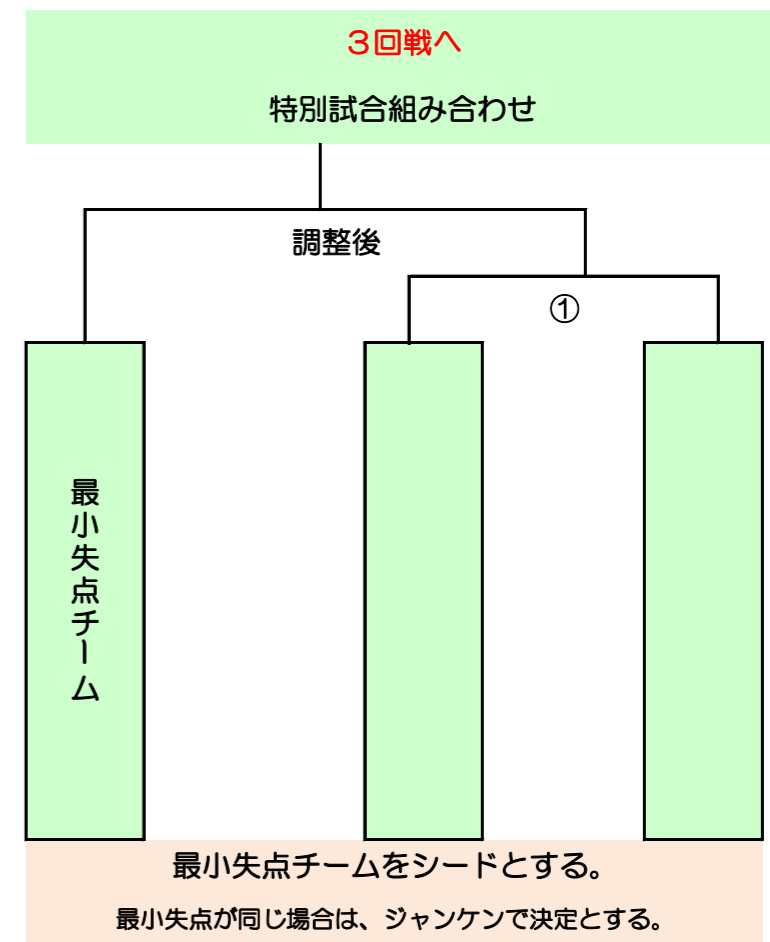 ３回戦へ
特別試合組み合わせ
調整後
①
最小失点チーム
最小失点チームをシードとする。
最小失点が同じ場合は、ジャンケンで決定とする。